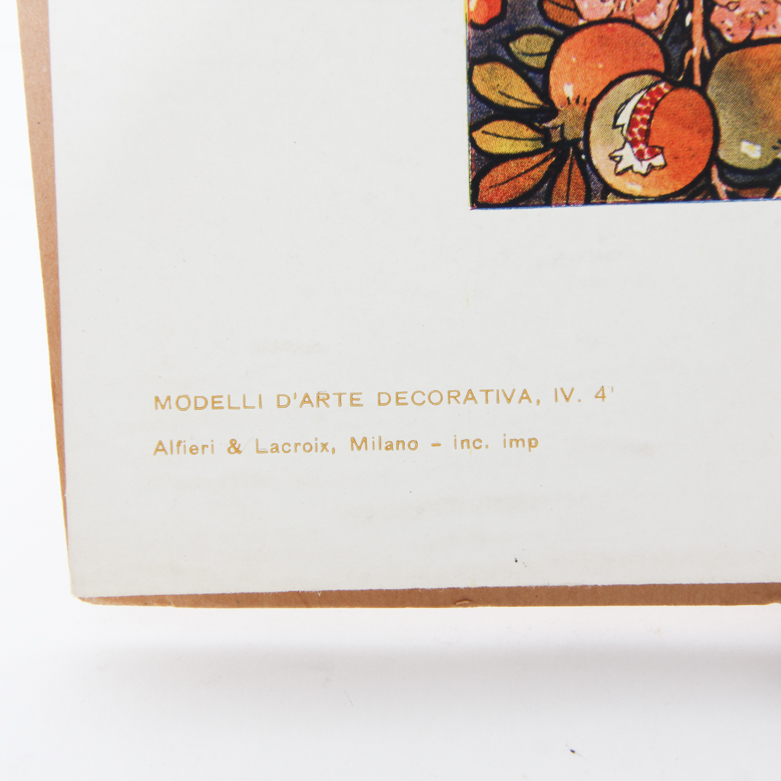 MODELLI D'ARTE DECORATIVA, IV. 4'
Alfieri & Lacroix, Milano – inc. imp